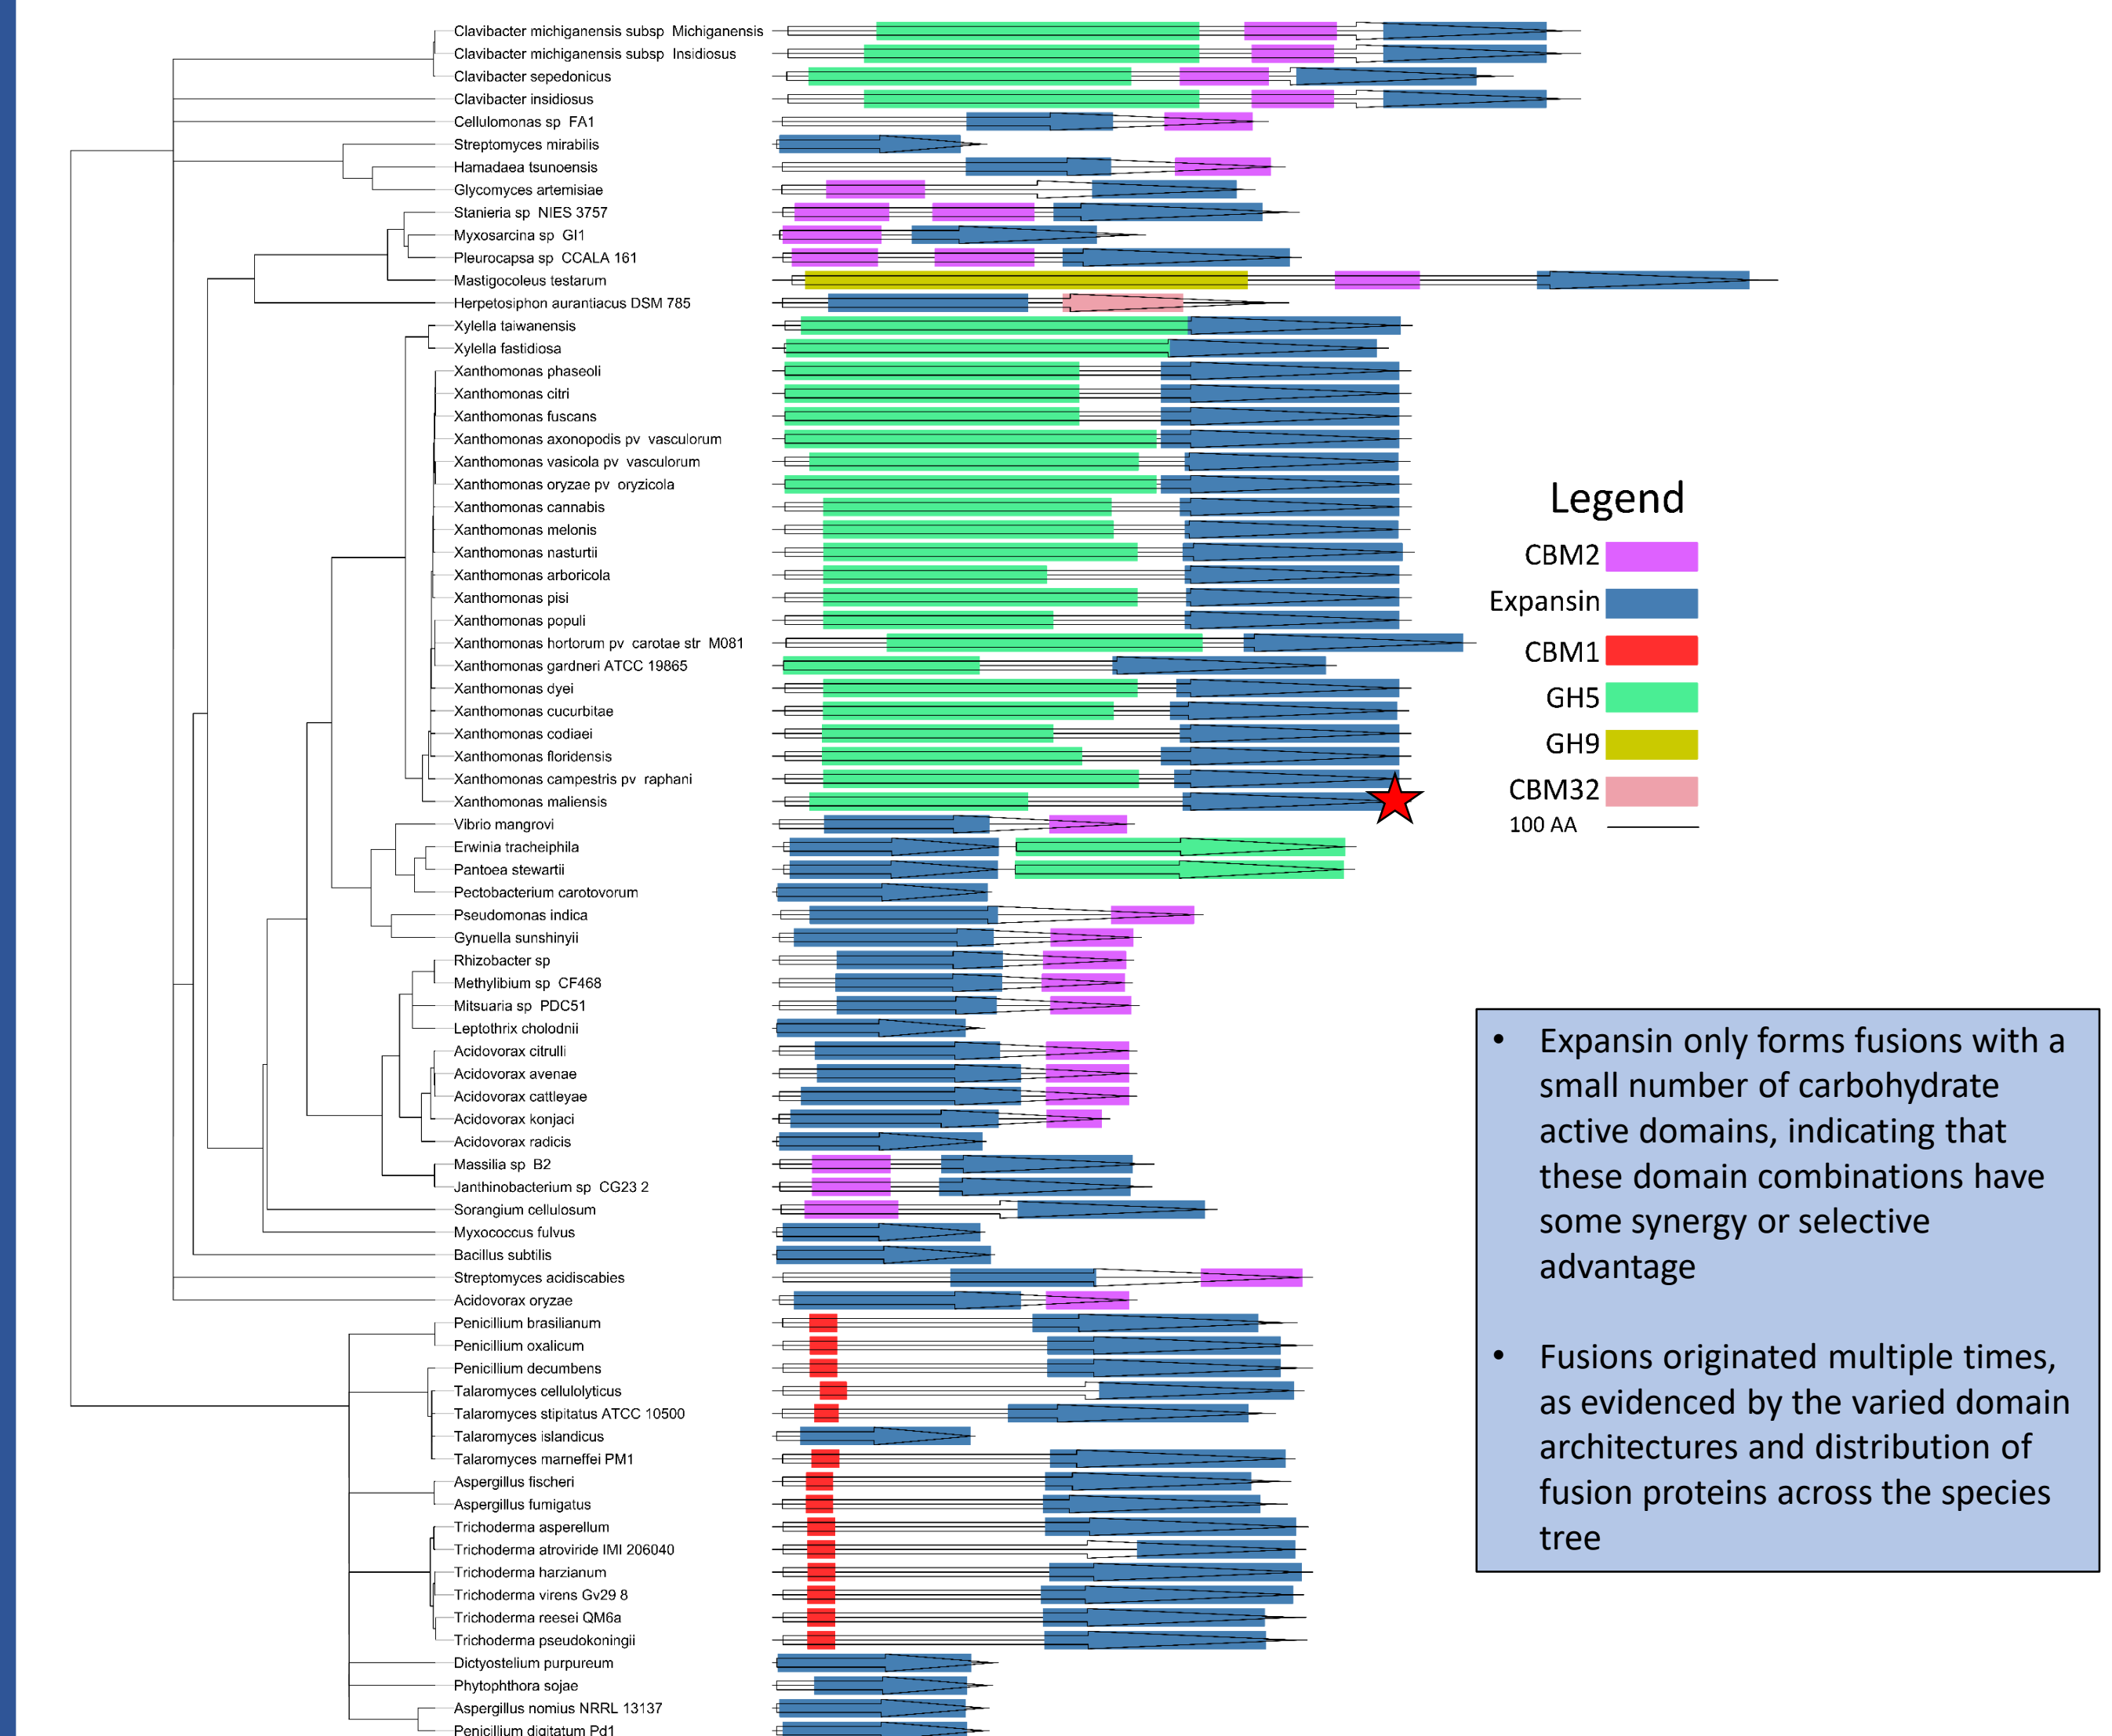 Clavibacter michiganensis subsp Michiganensis
Clavibacter michiganensis subsp Insidiosus
Clavibacter sepedonicus
Clavibacter insidiosus
Cellulomonas sp FA1
Streptomyces mirabilis
Hamadaea tsunoensis
Glycomyces artemisiae
Stanieria sp NIES 3757
Myxosarcina sp GI1
Pleurocapsa sp CCALA 161
Mastigocoleus testarum
Herpetosiphon aurantiacus DSM 785
Xylella taiwanensis
Xylella fastidiosa
Xanthomonas phaseoli
Xanthomonas citri
Xanthomonas fuscans
Xanthomonas axonopodis pv vasculorum
Xanthomonas vasicola pv vasculorum
Xanthomonas oryzae pv oryzicola
Xanthomonas cannabis
Xanthomonas melonis
Xanthomonas nasturtii
Xanthomonas arboricola
Xanthomonas pisi
Xanthomonas populi
Xanthomonas hortorum pv carotae str M081
Xanthomonas gardneri ATCC 19865
Xanthomonas dyei
Xanthomonas cucurbitae
Xanthomonas codiaei
Xanthomonas floridensis
Xanthomonas campestris pv raphani
Xanthomonas maliensis
Vibrio mangrovi
Erwinia tracheiphila
Pantoea stewartii
Pectobacterium carotovorum
Pseudomonas indica
Gynuella sunshinyii
Rhizobacter sp
Methylibium sp CF468
Mitsuaria sp PDC51
Leptothrix cholodnii
Acidovorax citrulli
Acidovorax avenae
Acidovorax cattleyae
Acidovorax konjaci
Acidovorax radicis
Massilia sp B2
Janthinobacterium sp CG23 2
Sorangium cellulosum
Myxococcus fulvus
Bacillus subtilis
Streptomyces acidiscabies
Acidovorax oryzae
Penicillium brasilianum
Penicillium oxalicum
Penicillium decumbens
Talaromyces cellulolyticus
Talaromyces stipitatus ATCC 10500
Talaromyces islandicus
Talaromyces marneffei PM1
Aspergillus fischeri
Aspergillus fumigatus
Trichoderma asperellum
Trichoderma atroviride IMI 206040
Trichoderma harzianum
Trichoderma virens Gv29 8
Trichoderma reesei QM6a
Trichoderma pseudokoningii
Dictyostelium purpureum
Phytophthora sojae
Aspergillus nomius NRRL 13137
Penicillium digitatum Pd1
Legend
CBM2
Expansin
CBM1
GH5
GH9
CBM32
100 AA
• Expansin only forms fusions with a
small number of carbohydrate
active domains, indicating that
these domain combinations have
some synergy or selective
advantage
• Fusions originated multiple times,
as evidenced by the varied domain
architectures and distribution of
fusion proteins across the species
tree